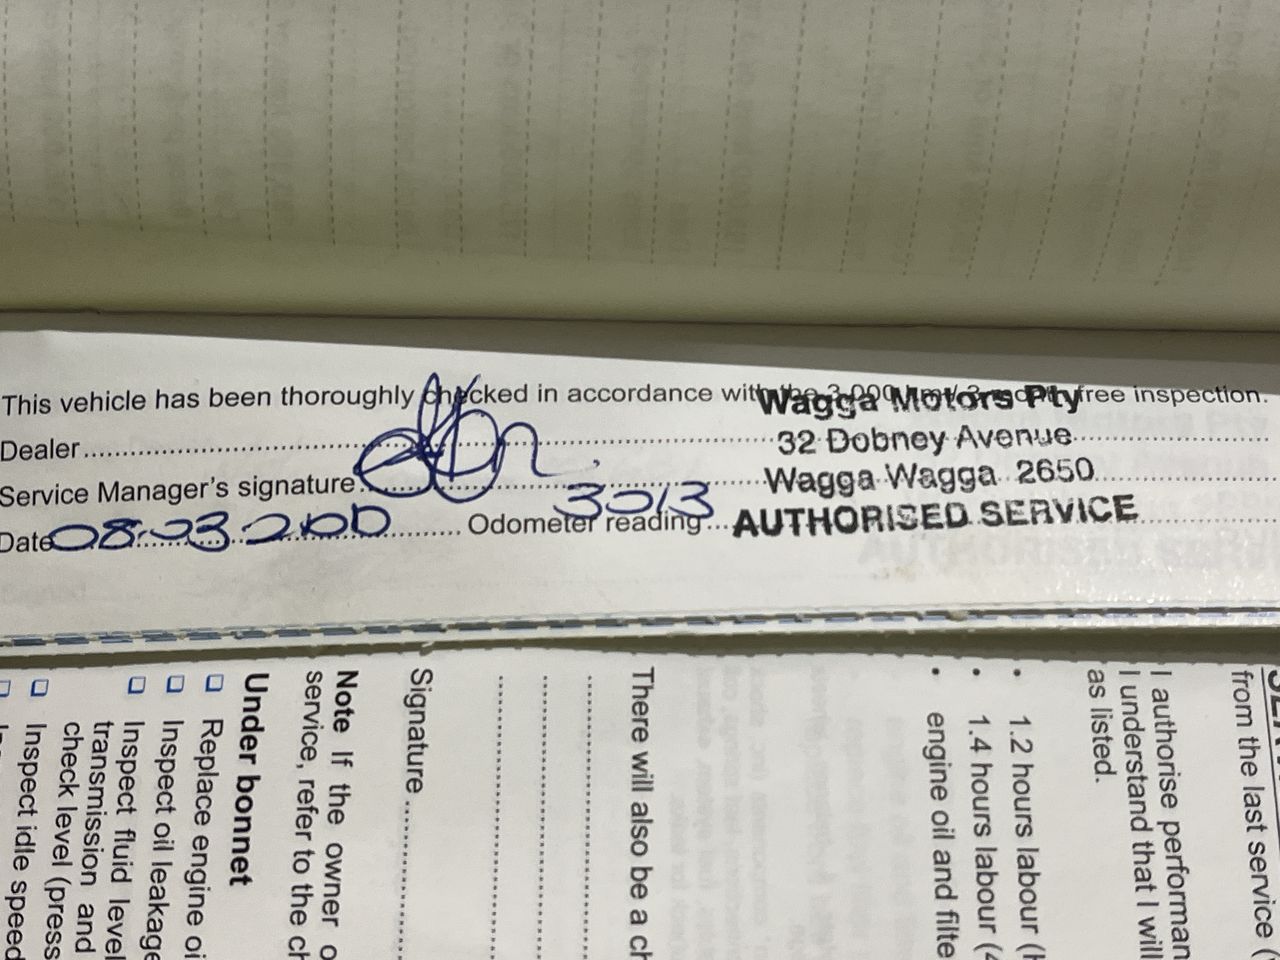 This vehicle has been thoroughly checked in accordance with the 3,000 km/ 3 month free inspection.
Wagga Motors Pty
Dealer
32 Dobney Avenue
Service Manager's signature
Wagga Wagga 2650
Date 08.03.200 Odometer reading 3013
AUTHORISED SERVICE
from the last service (
I authorise performan
I understand that I will
as listed.
• 1.2 hours labour (
• 1.4 hours labour (4
• engine oil and filte
There will also be a ch
Signature
Note If the owner o
service, refer to the ch
Under bonnet
Replace engine oi
Inspect oil leakage
Inspect fluid level
transmission and
check level (press
Inspect idle speed